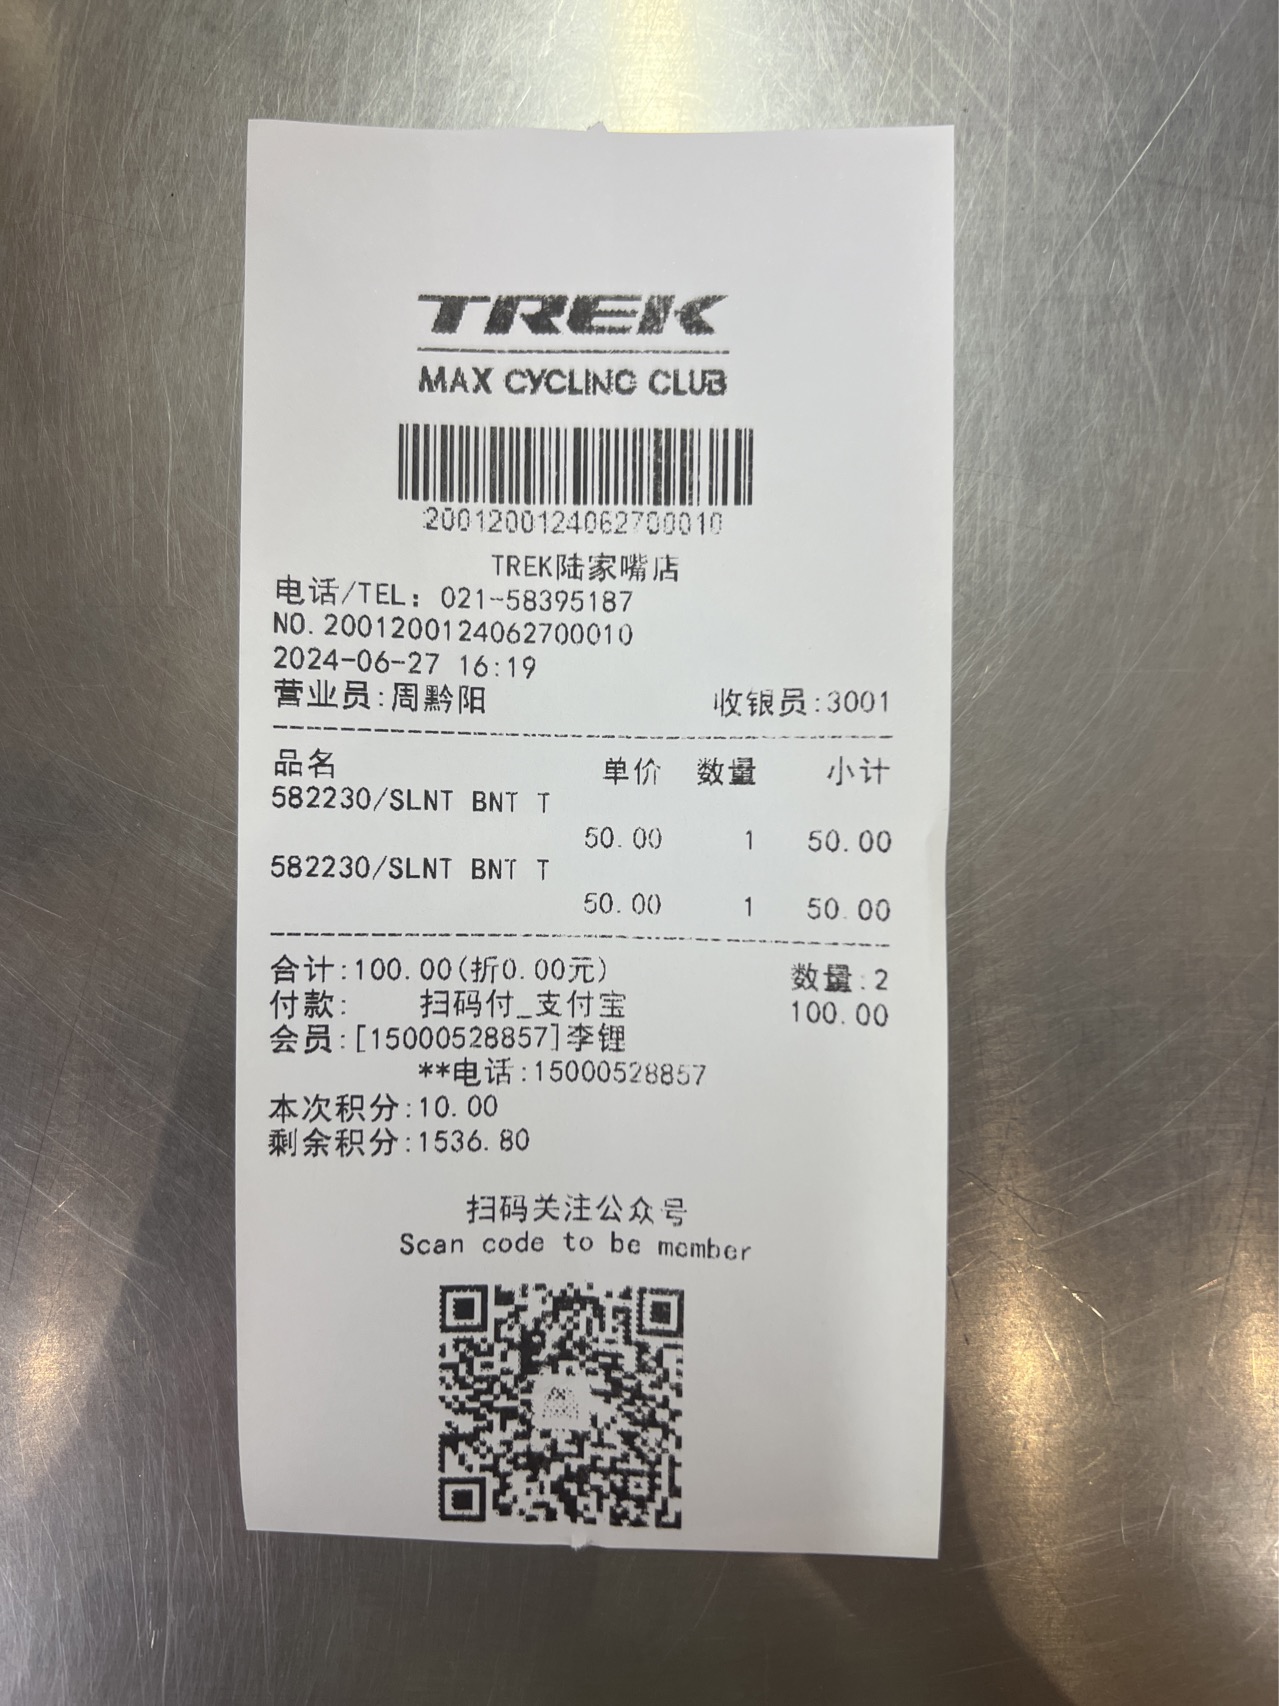 TREK
MAX CYCLING CLUB
2001200124062700010
TREK陆家嘴店
电话/TEL: 021-58395187
NO.2001200124062700010
2024-06-27 16:19
营业员:周黔阳 收银员:3001
品名 单价 数量 小计
582230/SLNT BNT T
50.00 1 50.00
582230/SLNT BNT T
50.00 1 50.00
合计:100.00(折0.00元) 数量:2
付款: 扫码付_支付宝 100.00
会员:[15000528857]李锂
**电话:15000528857
本次积分:10.00
剩余积分:1536.80
扫码关注公众号
Scan code to be member